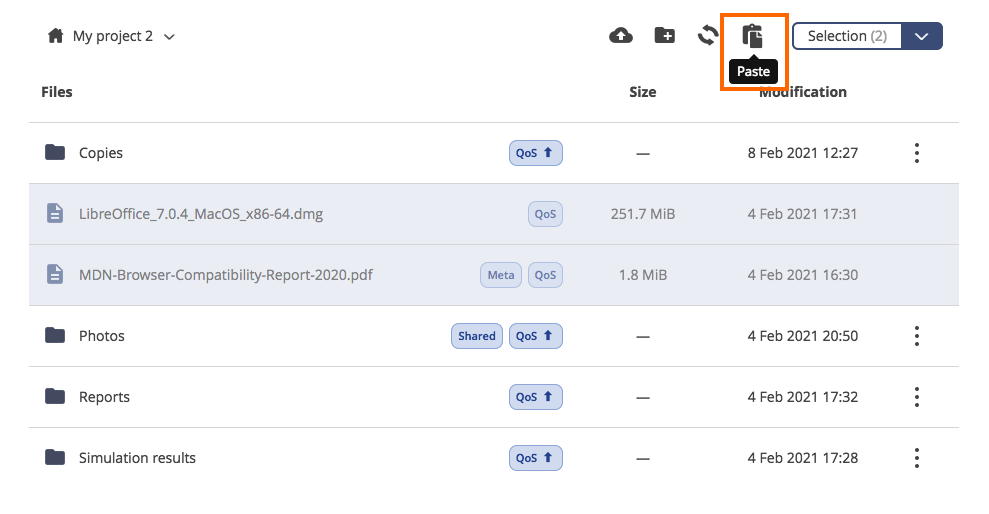 My project 2
Selection (2)
Paste
Files Size Modification
Copies QoS — 8 Feb 2021 12:27
LibreOffice_7.0.4_MacOS_x86-64.dmg QoS 251.7 MiB 4 Feb 2021 17:31
MDN-Browser-Compatibility-Report-2020.pdf Meta QoS 1.8 MiB 4 Feb 2021 16:30
Photos Shared QoS — 4 Feb 2021 20:50
Reports QoS — 4 Feb 2021 17:32
Simulation results QoS — 4 Feb 2021 17:28